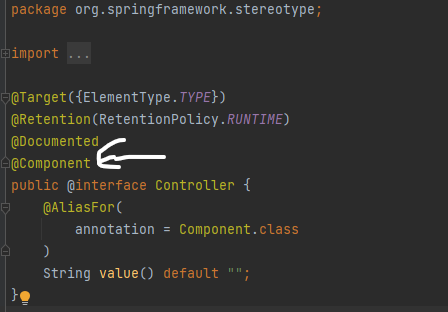 package org.springframework.stereotype;
import ...
@Target({ElementType.TYPE})
@Retention(RetentionPolicy.RUNTIME)
@Documented
@Component
public @interface Controller {
@AliasFor(
annotation = Component.class
)
String value() default "";
}